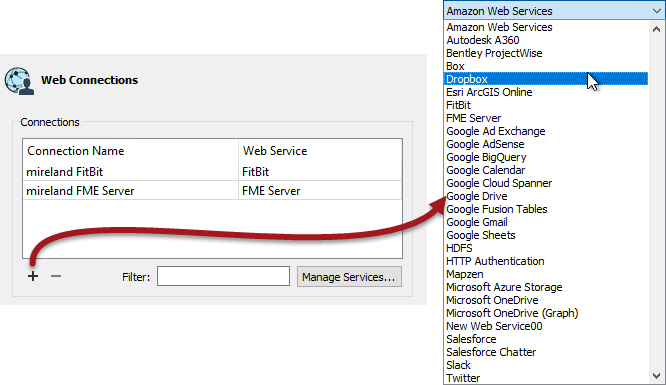 Web Connections
Connections
Connection Name Web Service
mireland FitBit FitBit
mireland FME Server FME Server
+ − Filter: Manage Services...
Amazon Web Services
Amazon Web Services
Autodesk A360
Bentley ProjectWise
Box
Dropbox
Esri ArcGIS Online
FitBit
FME Server
Google Ad Exchange
Google AdSense
Google BigQuery
Google Calendar
Google Cloud Spanner
Google Drive
Google Fusion Tables
Google Gmail
Google Sheets
HDFS
HTTP Authentication
Mapzen
Microsoft Azure Storage
Microsoft OneDrive
Microsoft OneDrive (Graph)
New Web Service00
Salesforce
Salesforce Chatter
Slack
Twitter